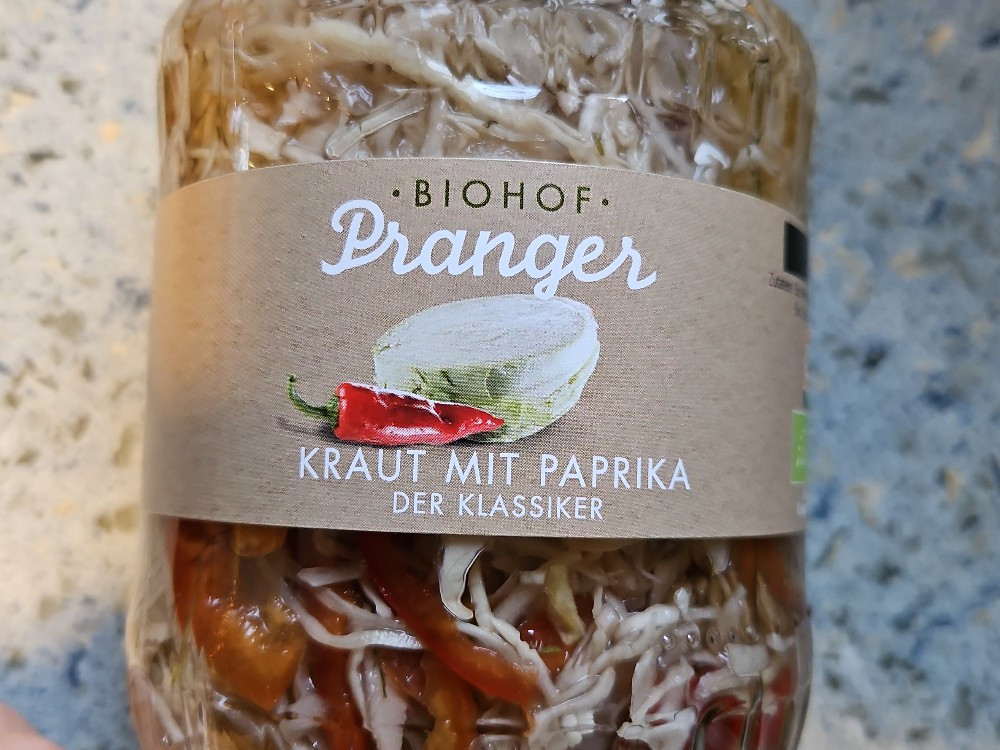 ·BIOHOF·
Pranger
KRAUT MIT PAPRIKA
DER KLASSIKER